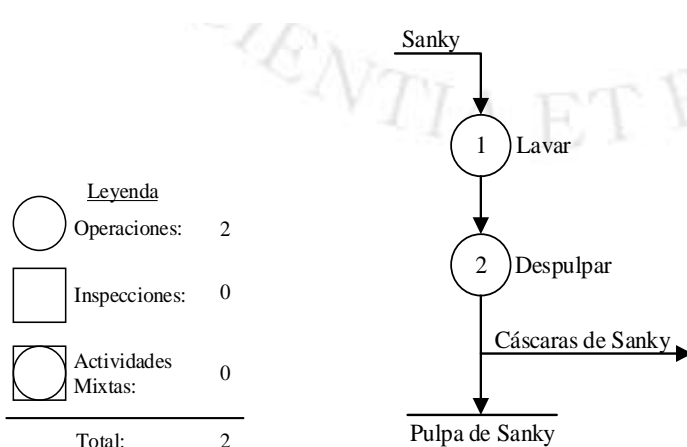 Sanky
1 Lavar
2 Despulpar
Cáscaras de Sanky
Pulpa de Sanky
Leyenda
Operaciones: 2
Inspecciones: 0
Actividades
Mixtas: 0
Total: 2